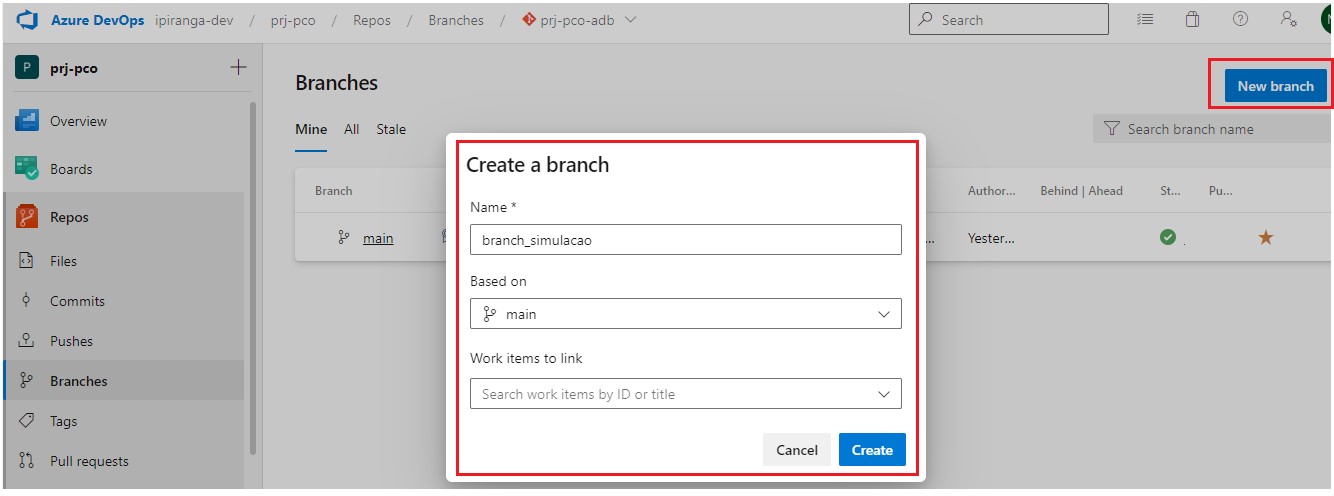 Azure DevOps ipiranga-dev / prj-pco / Repos / Branches / prj-pco-adb Search
P prj-pco
Branches
New branch
Overview
Mine All Stale
Search branch name
Boards
Create a branch
Branch
Author... Behind | Ahead St... Pu...
Repos
Name *
main
branch_simulacao
... Yester...
Files
Based on
Commits
main
Pushes
Work items to link
Branches
Search work items by ID or title
Tags
Cancel Create
Pull requests